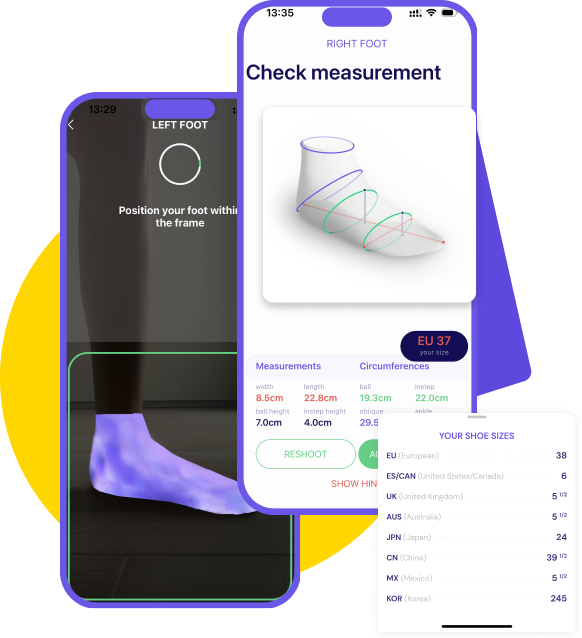 13:29
LEFT FOOT
Position your foot within
the frame
13:35
RIGHT FOOT
Check measurement
EU 37
your size
Measurements Circumferences
width length ball instep
8.5cm 22.8cm 19.3cm 22.0cm
ball height instep height oblique ankle
7.0cm 4.0cm 29.5
RESHOOT
SHOW HIN
YOUR SHOE SIZES
EU (European) 38
ES/CAN (United States/Canada) 6
UK (United Kingdom) 5 1/2
AUS (Australia) 5 1/2
JPN (Japan) 24
CN (China) 39 1/2
MX (Mexico) 5 1/2
KOR (Korea) 245